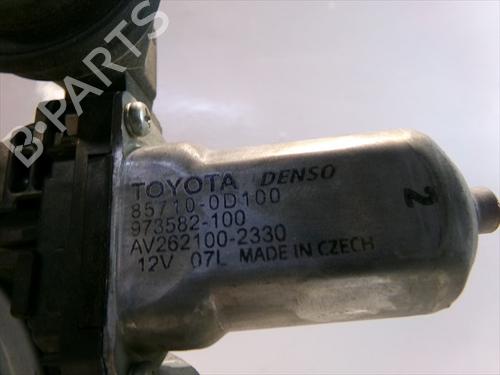 B-PARTS
TOYOTA DENSO
85710-0D100
973582-100
AV262100-2330
12V 07L MADE IN CZECH
2